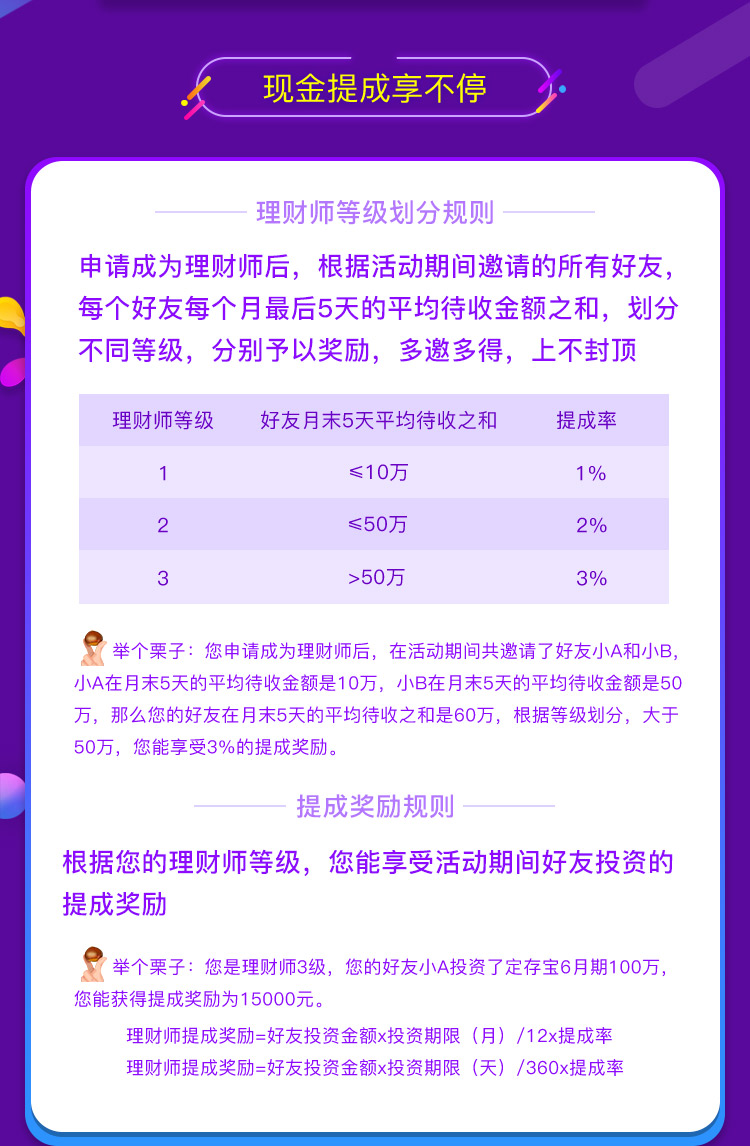 现金提成享不停
理财师等级划分规则
申请成为理财师后，根据活动期间邀请的所有好友，
每个好友每个月最后5天的平均待收金额之和，划分
不同等级，分别予以奖励，多邀多得，上不封顶
理财师等级 好友月末5天平均待收之和 提成率
1 ≤10万 1%
2 ≤50万 2%
3 >50万 3%
举个栗子：您申请成为理财师后，在活动期间共邀请了好友小A和小B，
小A在月末5天的平均待收金额是10万，小B在月末5天的平均待收金额是50
万，那么您的好友在月末5天的平均待收之和是60万，根据等级划分，大于
50万，您能享受3%的提成奖励。
提成奖励规则
根据您的理财师等级，您能享受活动期间好友投资的
提成奖励
举个栗子：您是理财师3级，您的好友小A投资了定存宝6月期100万，
您能获得提成奖励为15000元。
理财师提成奖励=好友投资金额x投资期限（月）/12x提成率
理财师提成奖励=好友投资金额x投资期限（天）/360x提成率